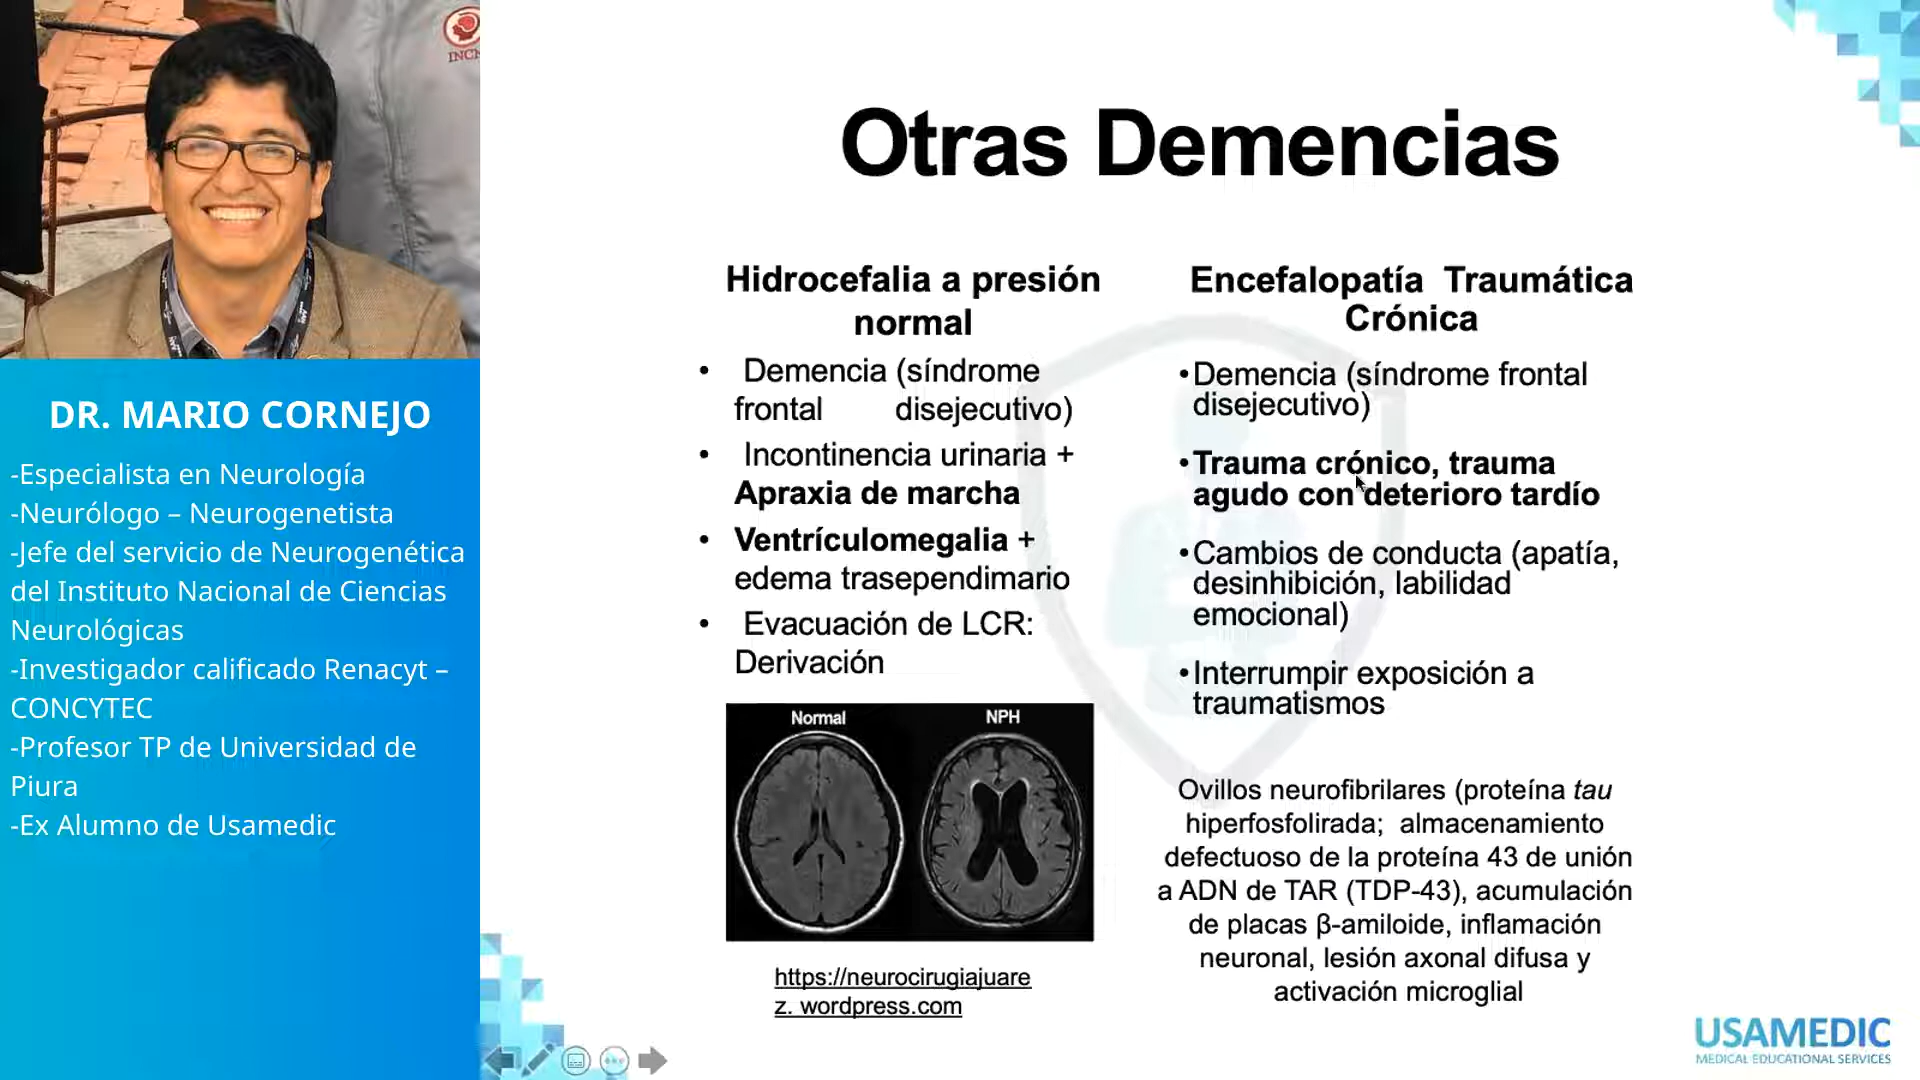 INCN
DR. MARIO CORNEJO
-Especialista en Neurología
-Neurólogo – Neurogenetista
-Jefe del servicio de Neurogenética
del Instituto Nacional de Ciencias
Neurológicas
-Investigador calificado Renacyt –
CONCYTEC
-Profesor TP de Universidad de
Piura
-Ex Alumno de Usamedic
Otras Demencias
Hidrocefalia a presión
normal
• Demencia (síndrome
frontal disejecutivo)
• Incontinencia urinaria +
Apraxia de marcha
• Ventrículomegalia +
edema trasependimario
• Evacuación de LCR:
Derivación
Normal NPH
https://neurocirugiajuare
z. wordpress.com
Encefalopatía Traumática
Crónica
•Demencia (síndrome frontal
disejecutivo)
•Trauma crónico, trauma
agudo con deterioro tardío
•Cambios de conducta (apatía,
desinhibición, labilidad
emocional)
•Interrumpir exposición a
traumatismos
Ovillos neurofibrilares (proteína tau
hiperfosfolirada; almacenamiento
defectuoso de la proteína 43 de unión
a ADN de TAR (TDP-43), acumulación
de placas β-amiloide, inflamación
neuronal, lesión axonal difusa y
activación microglial
USAMEDIC
MEDICAL EDUCATIONAL SERVICES